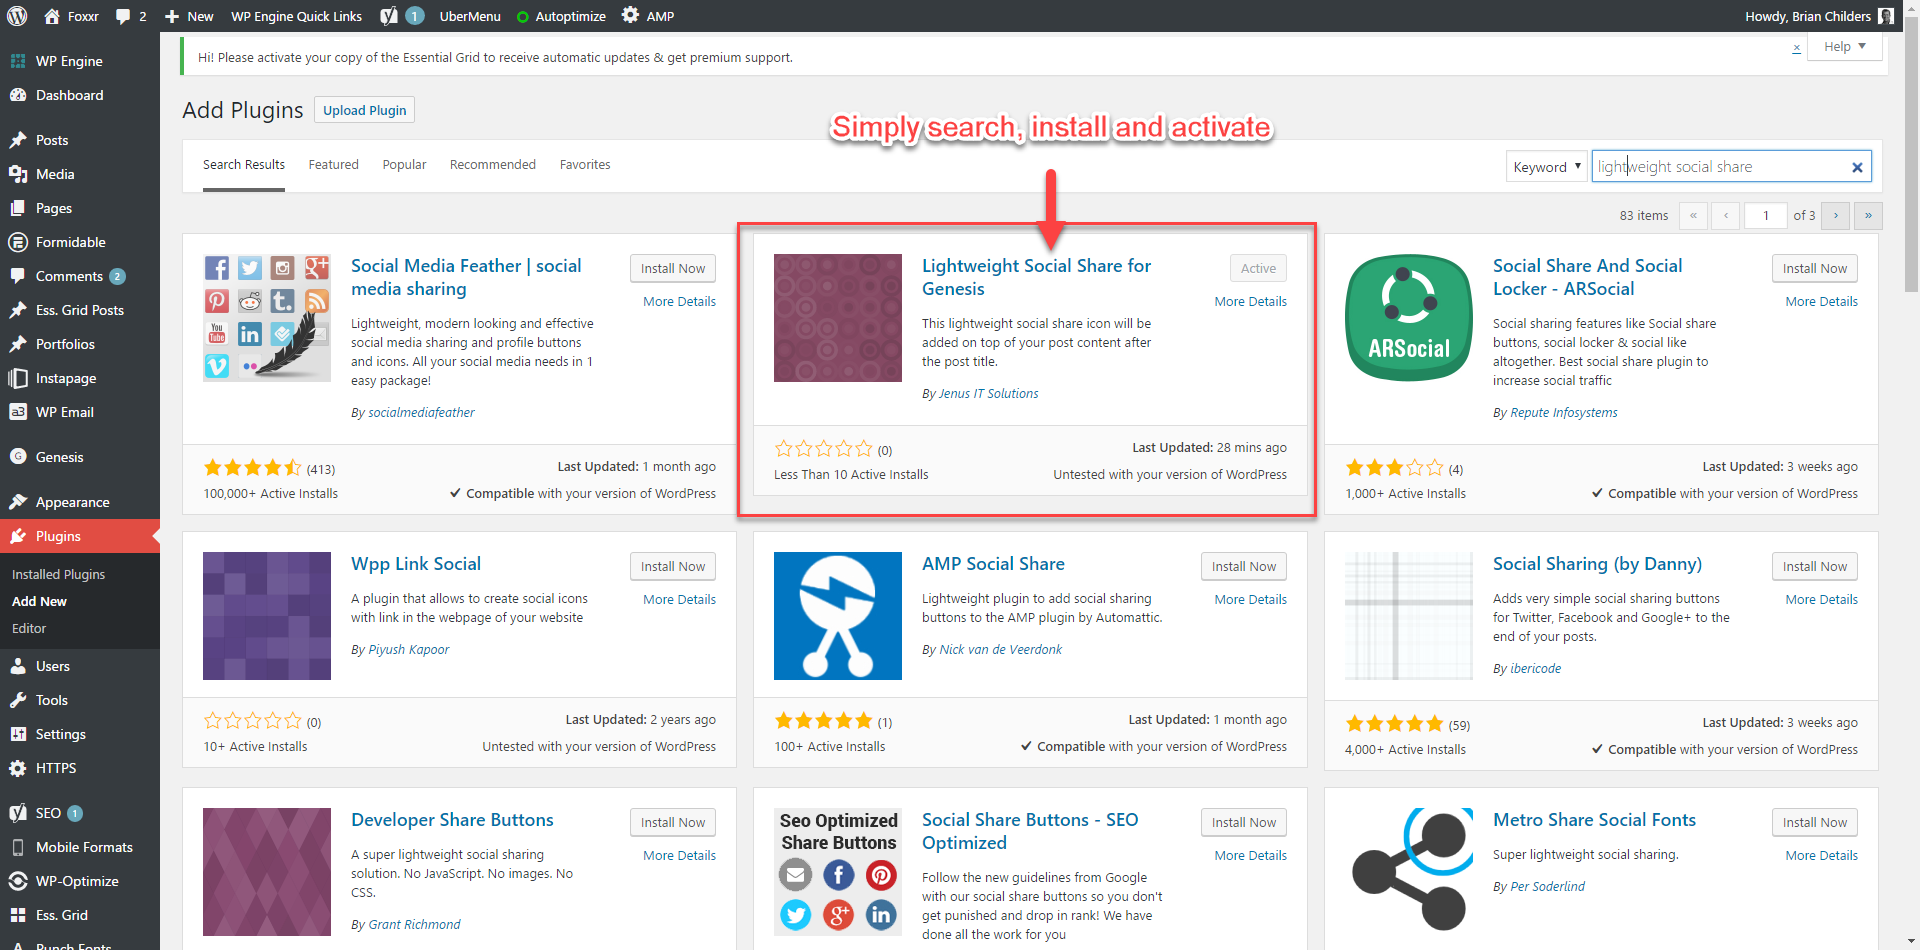 Foxxr
2
New
WP Engine Quick Links
1
UberMenu
Autoptimize
AMP
Howdy, Brian Childers
WP Engine
Dashboard
Posts
Media
Pages
Formidable
Comments 2
Ess. Grid Posts
Portfolios
Instapage
a3 WP Email
G Genesis
Appearance
Plugins
Installed Plugins
Add New
Editor
Users
Tools
Settings
HTTPS
SEO 1
Mobile Formats
WP-Optimize
Ess. Grid
Punch Fonts
Hi! Please activate your copy of the Essential Grid to receive automatic updates & get premium support.
×
Help ▼
Add Plugins
Upload Plugin
Simply search, install and activate
Search Results
Featured
Popular
Recommended
Favorites
Keyword ▼
lightweight social share
83 items
«
‹
1
of 3
›
»
Social Media Feather | social
media sharing
Install Now
More Details
Lightweight, modern looking and effective
social media sharing and profile buttons
and icons. All your social media needs in 1
easy package!
By socialmediafeather
(413)
100,000+ Active Installs
Last Updated: 1 month ago
✔ Compatible with your version of WordPress
Lightweight Social Share for
Genesis
Active
More Details
This lightweight social share icon will be
added on top of your post content after
the post title.
By Jenus IT Solutions
(0)
Less Than 10 Active Installs
Last Updated: 28 mins ago
Untested with your version of WordPress
ARSocial
Social Share And Social
Locker - ARSocial
Install Now
More Details
Social sharing features like Social share
buttons, social locker & social like
altogether. Best social share plugin to
increase social traffic
By Repute Infosystems
(4)
1,000+ Active Installs
Last Updated: 3 weeks ago
✔ Compatible with your version of WordPress
Wpp Link Social
Install Now
More Details
A plugin that allows to create social icons
with link in the webpage of your website
By Piyush Kapoor
(0)
10+ Active Installs
Last Updated: 2 years ago
Untested with your version of WordPress
AMP Social Share
Install Now
More Details
Lightweight plugin to add social sharing
buttons to the AMP plugin by Automattic.
By Nick van de Veerdonk
(1)
100+ Active Installs
Last Updated: 1 month ago
✔ Compatible with your version of WordPress
Social Sharing (by Danny)
Install Now
More Details
Adds very simple social sharing buttons
for Twitter, Facebook and Google+ to the
end of your posts.
By ibericode
(59)
4,000+ Active Installs
Last Updated: 3 weeks ago
✔ Compatible with your version of WordPress
Developer Share Buttons
Install Now
More Details
A super lightweight social sharing
solution. No JavaScript. No images. No
CSS.
By Grant Richmond
Seo Optimized
Share Buttons
Social Share Buttons - SEO
Optimized
Install Now
More Details
Follow the new guidelines from Google
with our social share buttons so you don't
get punished and drop in rank! We have
done all the work for you
Metro Share Social Fonts
Install Now
More Details
Super lightweight social sharing.
By Per Soderlind